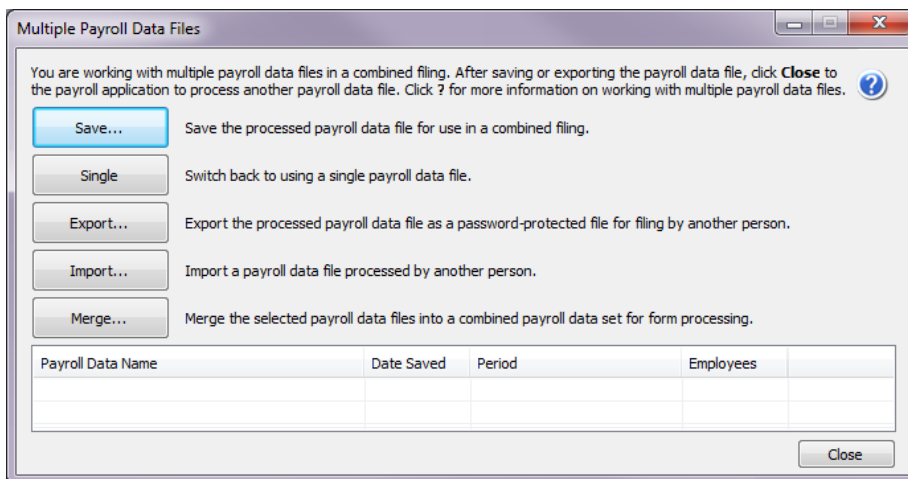 Multiple Payroll Data Files
You are working with multiple payroll data files in a combined filing. After saving or exporting the payroll data file, click Close to
the payroll application to process another payroll data file. Click ? for more information on working with multiple payroll data files.
?
Save... Save the processed payroll data file for use in a combined filing.
Single Switch back to using a single payroll data file.
Export... Export the processed payroll data file as a password-protected file for filing by another person.
Import... Import a payroll data file processed by another person.
Merge... Merge the selected payroll data files into a combined payroll data set for form processing.
Payroll Data Name Date Saved Period Employees
Close